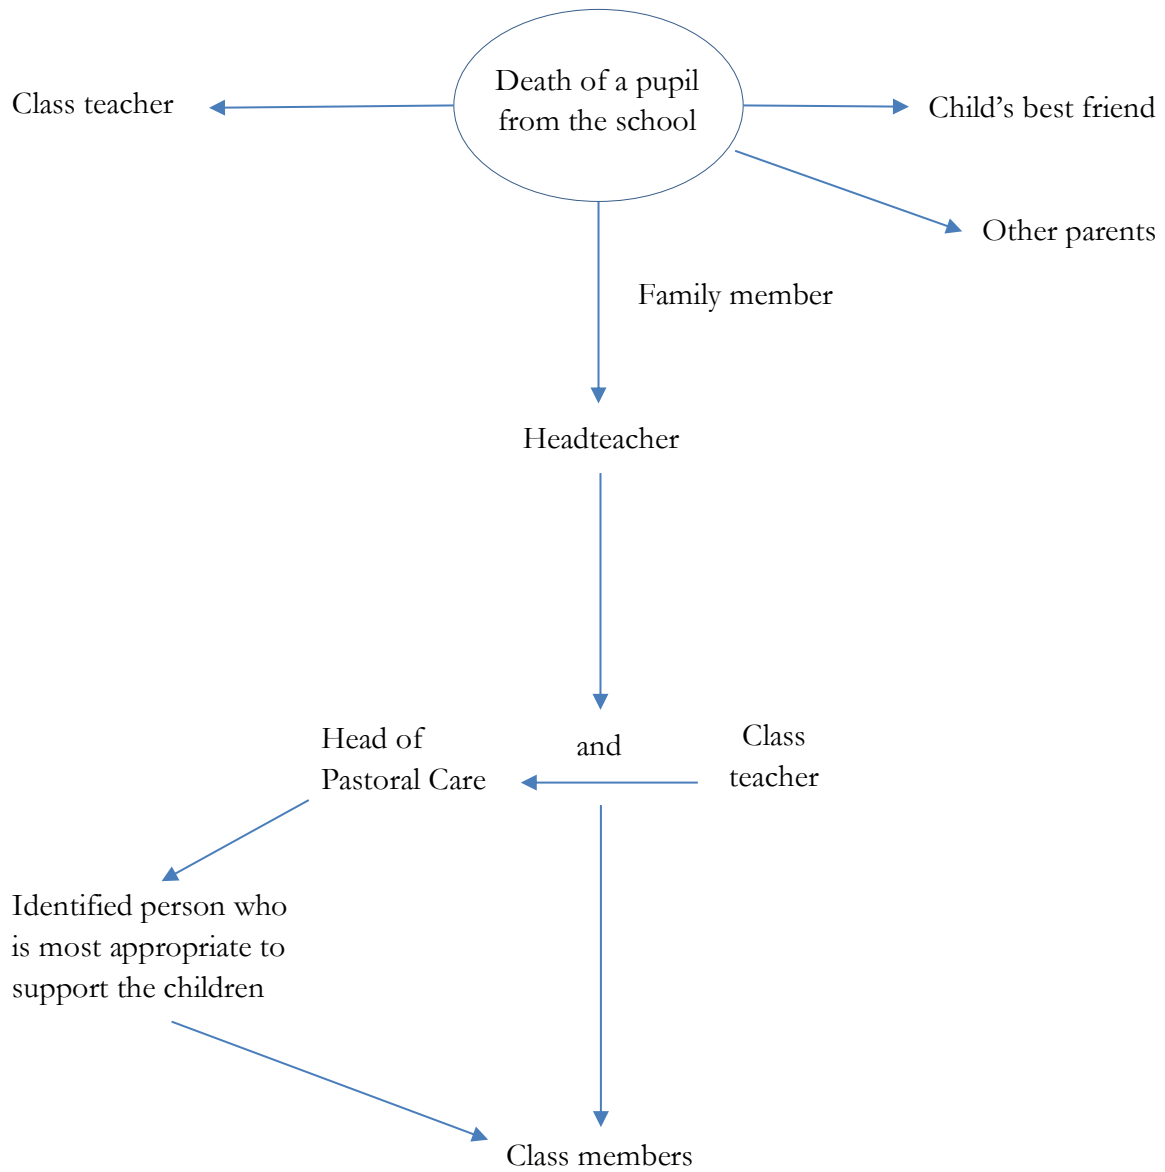 Death of a pupil
from the school
Class teacher
Child’s best friend
Other parents
Family member
Headteacher
Head of
Pastoral Care
and
Class
teacher
Identified person who
is most appropriate to
support the children
Class members